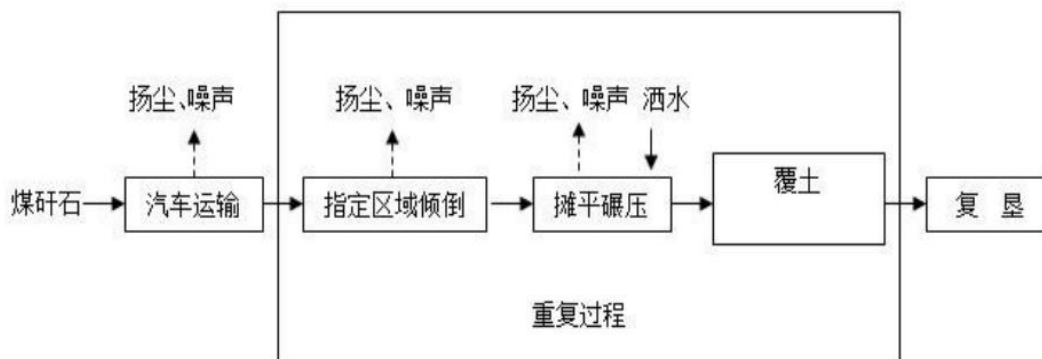 扬尘、噪声
扬尘、噪声
扬尘、噪声 洒水
煤矸石
汽车运输
指定区域倾倒
摊平碾压
覆土
复 垦
重复过程